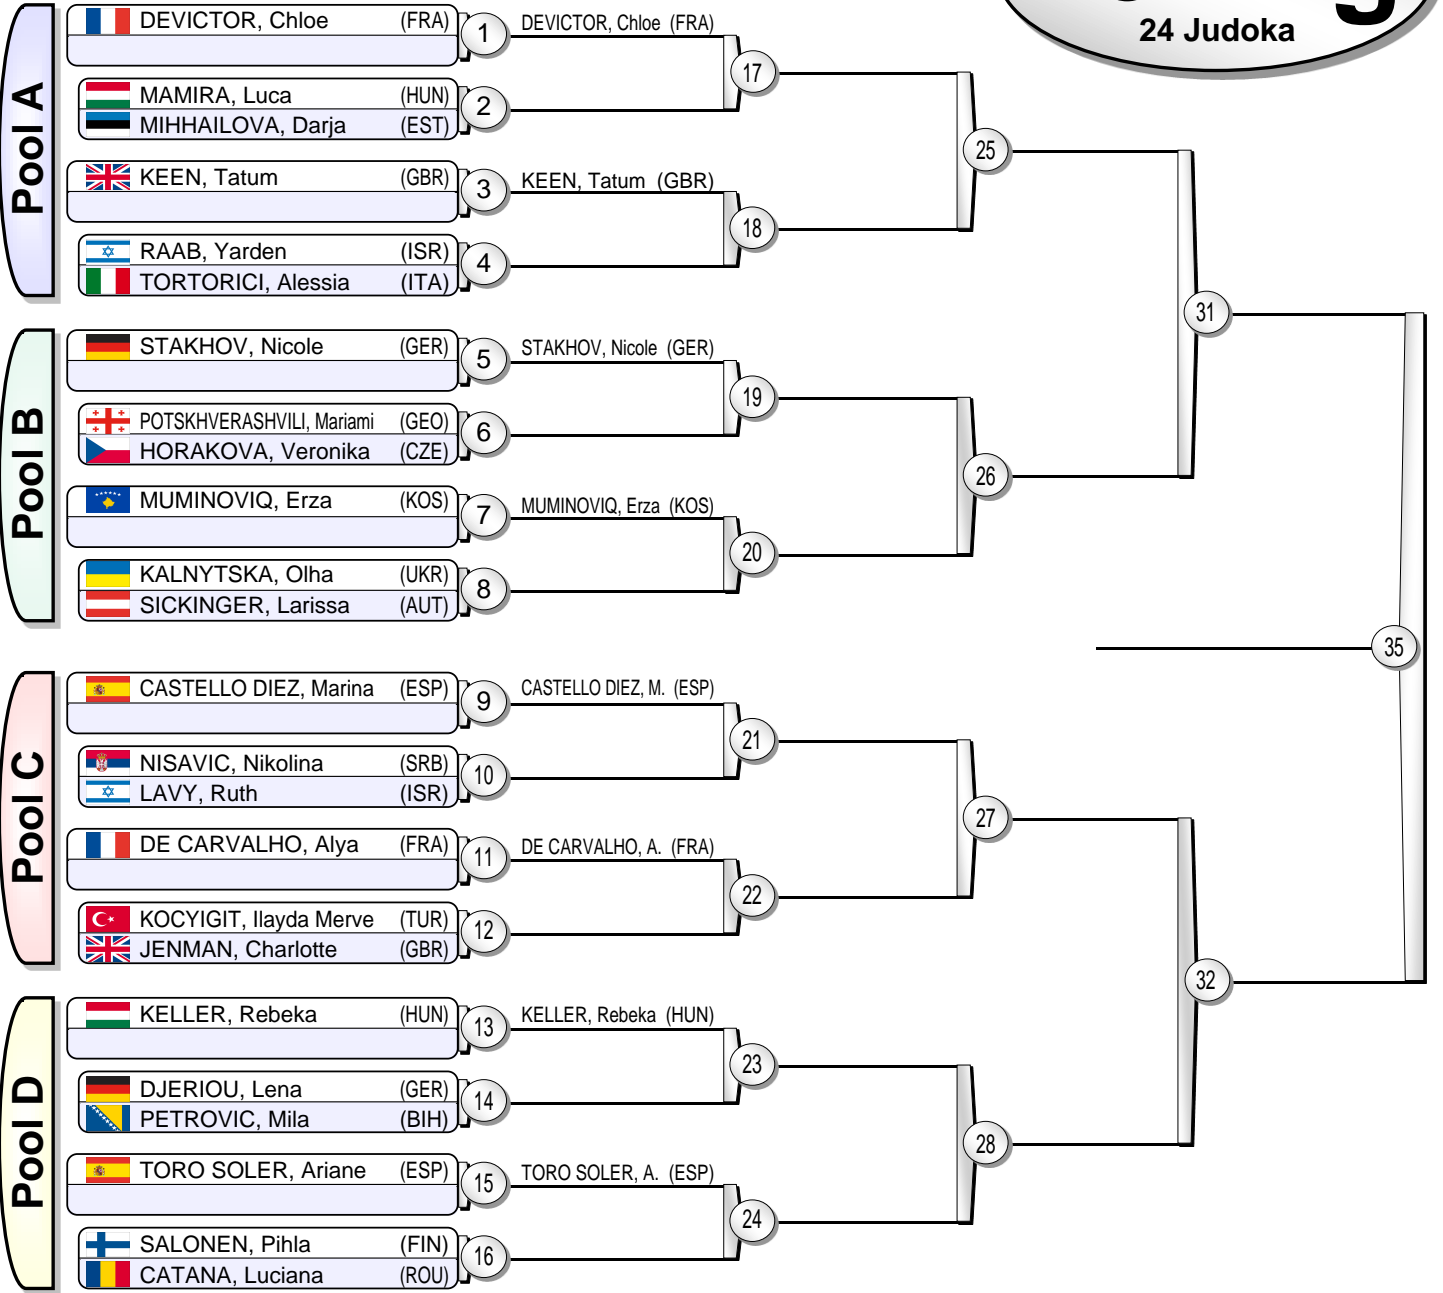 24 Judoka
Pool A
DEVICTOR, Chloe (FRA) 1 DEVICTOR, Chloe (FRA)
17
MAMIRA, Luca (HUN) 2
MIHHAILOVA, Darja (EST)
25
KEEN, Tatum (GBR) 3 KEEN, Tatum (GBR)
18
RAAB, Yarden (ISR) 4
TORTORICI, Alessia (ITA)
31
Pool B
STAKHOV, Nicole (GER) 5 STAKHOV, Nicole (GER)
19
POTSKHVERASHVILI, Mariami (GEO) 6
HORAKOVA, Veronika (CZE)
26
MUMINOVIQ, Erza (KOS) 7 MUMINOVIQ, Erza (KOS)
20
KALNYTSKA, Olha (UKR) 8
SICKINGER, Larissa (AUT)
35
Pool C
CASTELLO DIEZ, Marina (ESP) 9 CASTELLO DIEZ, M. (ESP)
21
NISAVIC, Nikolina (SRB) 10
LAVY, Ruth (ISR)
27
DE CARVALHO, Alya (FRA) 11 DE CARVALHO, A. (FRA)
22
KOCYIGIT, Ilayda Merve (TUR) 12
JENMAN, Charlotte (GBR)
32
Pool D
KELLER, Rebeka (HUN) 13 KELLER, Rebeka (HUN)
23
DJERIOU, Lena (GER) 14
PETROVIC, Mila (BIH)
28
TORO SOLER, Ariane (ESP) 15 TORO SOLER, A. (ESP)
24
SALONEN, Pihla (FIN) 16
CATANA, Luciana (ROU)